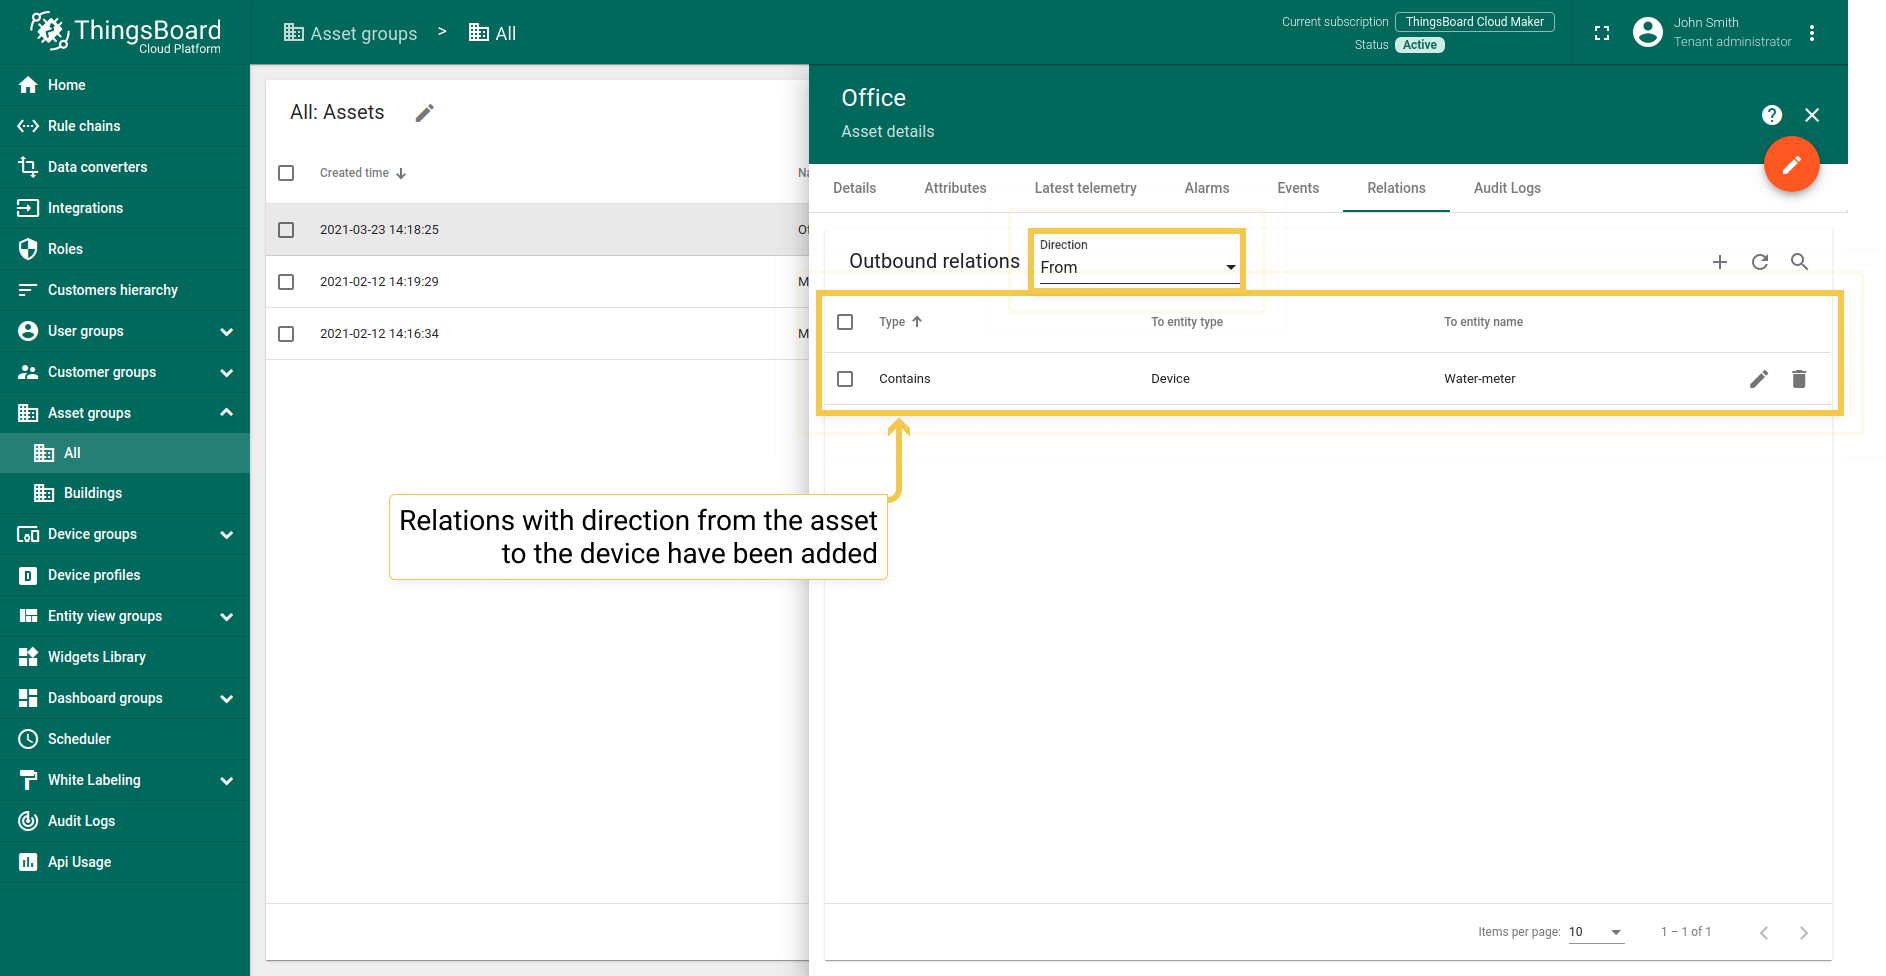 ThingsBoard
Cloud Platform
Asset groups > All
Current subscription ThingsBoard Cloud Maker
Status Active
John Smith
Tenant administrator
Home
Rule chains
Data converters
Integrations
Roles
Customers hierarchy
User groups
Customer groups
Asset groups
All
Buildings
Device groups
Device profiles
Entity view groups
Widgets Library
Dashboard groups
Scheduler
White Labeling
Audit Logs
Api Usage
All: Assets
Created time
2021-03-23 14:18:25
2021-02-12 14:19:29
2021-02-12 14:16:34
Office
Asset details
Details Attributes Latest telemetry Alarms Events Relations Audit Logs
Outbound relations
Direction
From
Type To entity type To entity name
Contains Device Water-meter
Relations with direction from the asset
to the device have been added
Items per page: 10 1 – 1 of 1